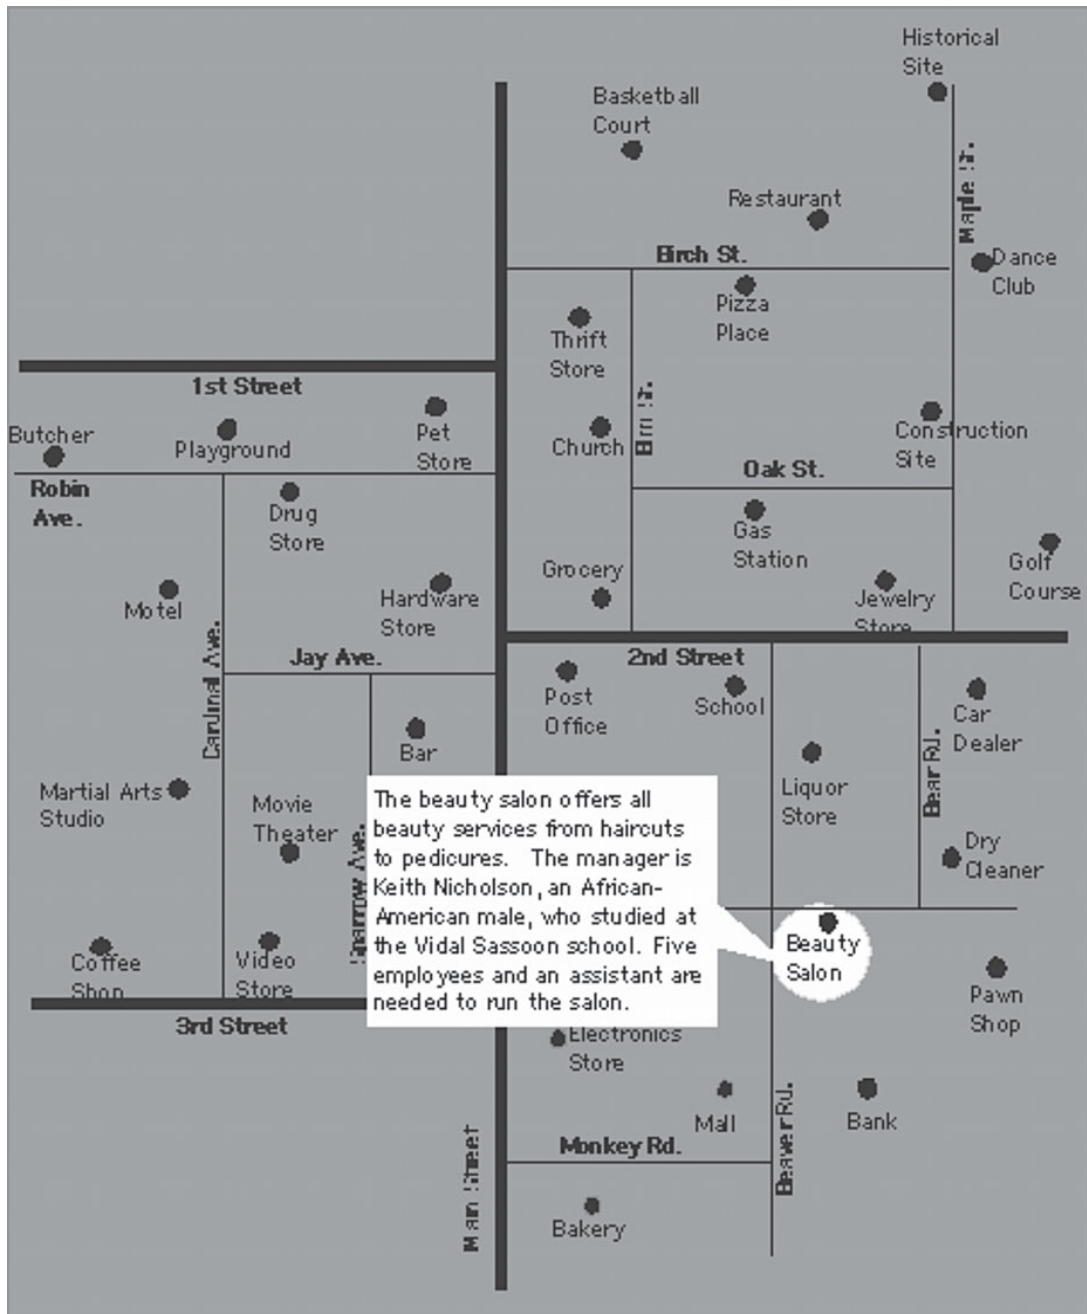 Historical
Site
Basketball
Court
Maple St.
Restaurant
Birch St.
Dance
Club
Pizza
Place
Thrift
Store
1st Street
Elm St.
Butcher
Playground
Pet
Store
Church
Construction
Site
Oak St.
Robin
Ave.
Drug
Store
Gas
Station
Golf
Course
Grocery
Motel
Hardware
Store
Jewelry
Store
Cardinal Ave.
Jay Ave.
2nd Street
Post
Office
School
Car
Dealer
Bar
Bear Rd.
Martial Arts
Studio
Movie
Theater
Liquor
Store
Sparrow Ave.
Dry
Cleaner
The beauty salon offers all
beauty services from haircuts
to pedicures. The manager is
Keith Nicholson, an African-
American male, who studied at
the Vidal Sassoon school. Five
employees and an assistant are
needed to run the salon.
Beauty
Salon
Coffee
Shop
Video
Store
Pawn
Shop
3rd Street
Electronics
Store
Mall
Bank
Beaver Rd.
Main Street
Monkey Rd.
Bakery